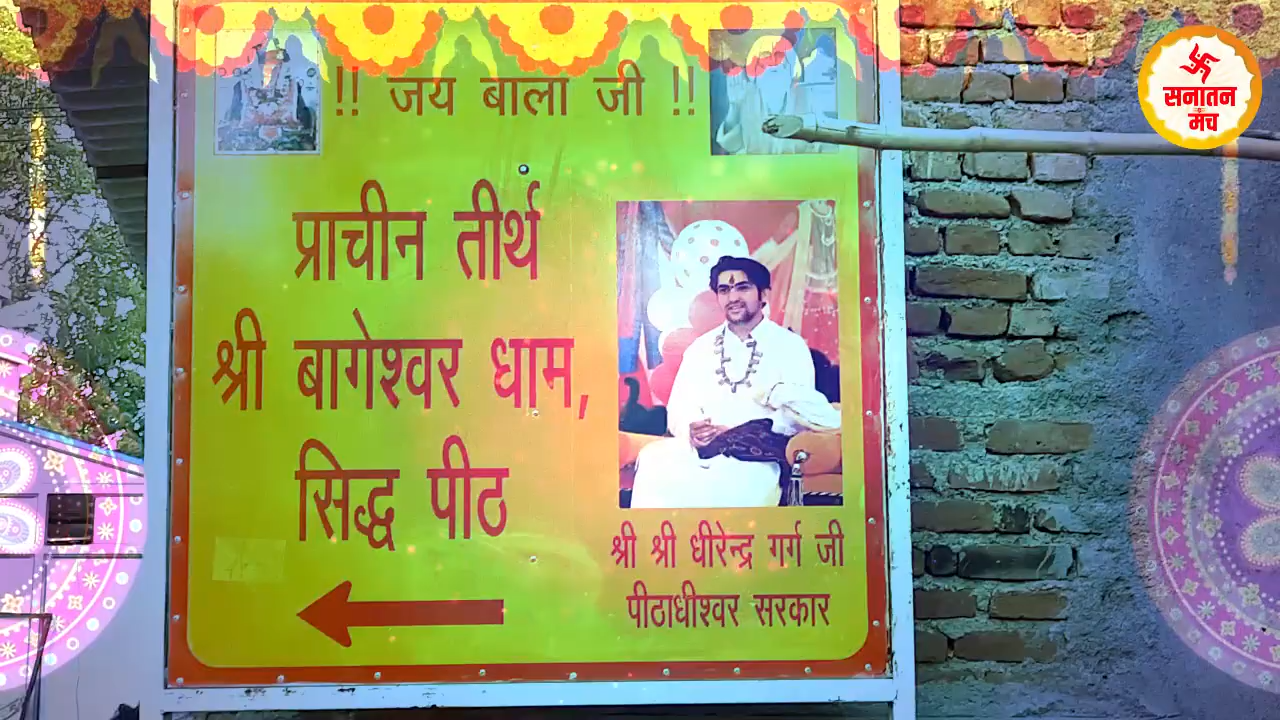 !! जय बाला जी !!
सनातन
मंच
प्राचीन तीर्थ
श्री बागेश्वर धाम,
सिद्ध पीठ
श्री श्री धीरेन्द्र गर्ग जी
पीठाधीश्वर सरकार